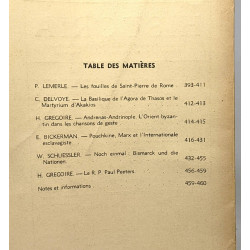 TABLE DES MATIÈRES
P. LEMERLE. — Les fouilles de Saint-Pierre de Rome. 393-411
C. DELVOYE. — La Basilique de l'Agora de Thasos et le
Martyrium d'Akakios 412-413
H. GREGOIRE. — Andreuas-Andrinople. L'Orient byzan-
tin dans les chansons de geste 414-415
E. BICKERMAN. — Pouchkine, Marx et l'Internationale
esclavagiste 416-431
W. SCHUESSLER. — Noch einmal: Bismarck und die
Nationen 432-455
H. GREGOIRE. — Le R. P. Paul Peeters 456-459
Notes et informations 459-460